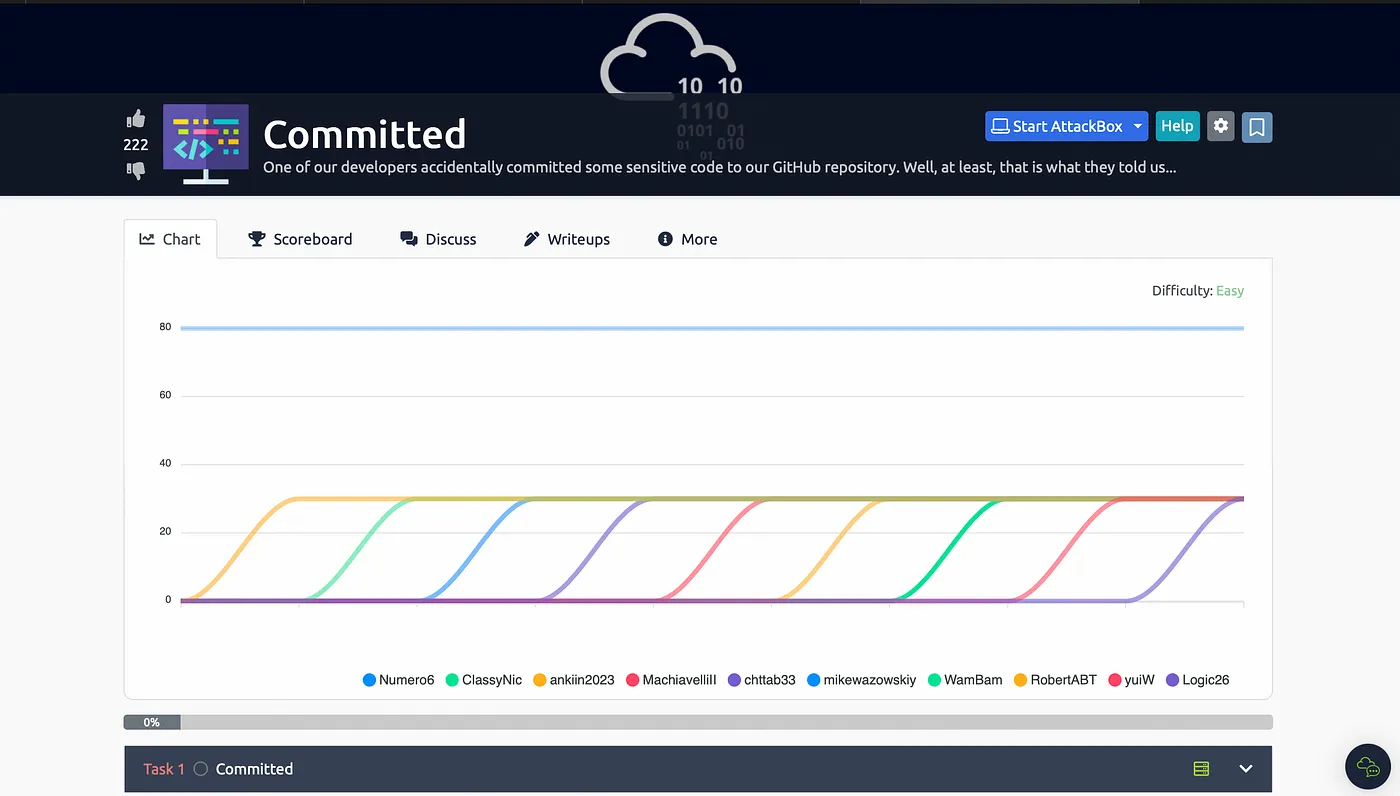 10 10
1110
0101 01
010
01
01
222
Committed
Start AttackBox
Help
One of our developers accidentally committed some sensitive code to our GitHub repository. Well, at least, that is what they told us...
Chart
Scoreboard
Discuss
Writeups
More
Difficulty: Easy
80
60
40
20
0
Numero6 ClassyNic ankiin2023 MachiavelliII chttab33 mikewazowskiy WamBam RobertABT yuiW Logic26
0%
Task 1 Committed